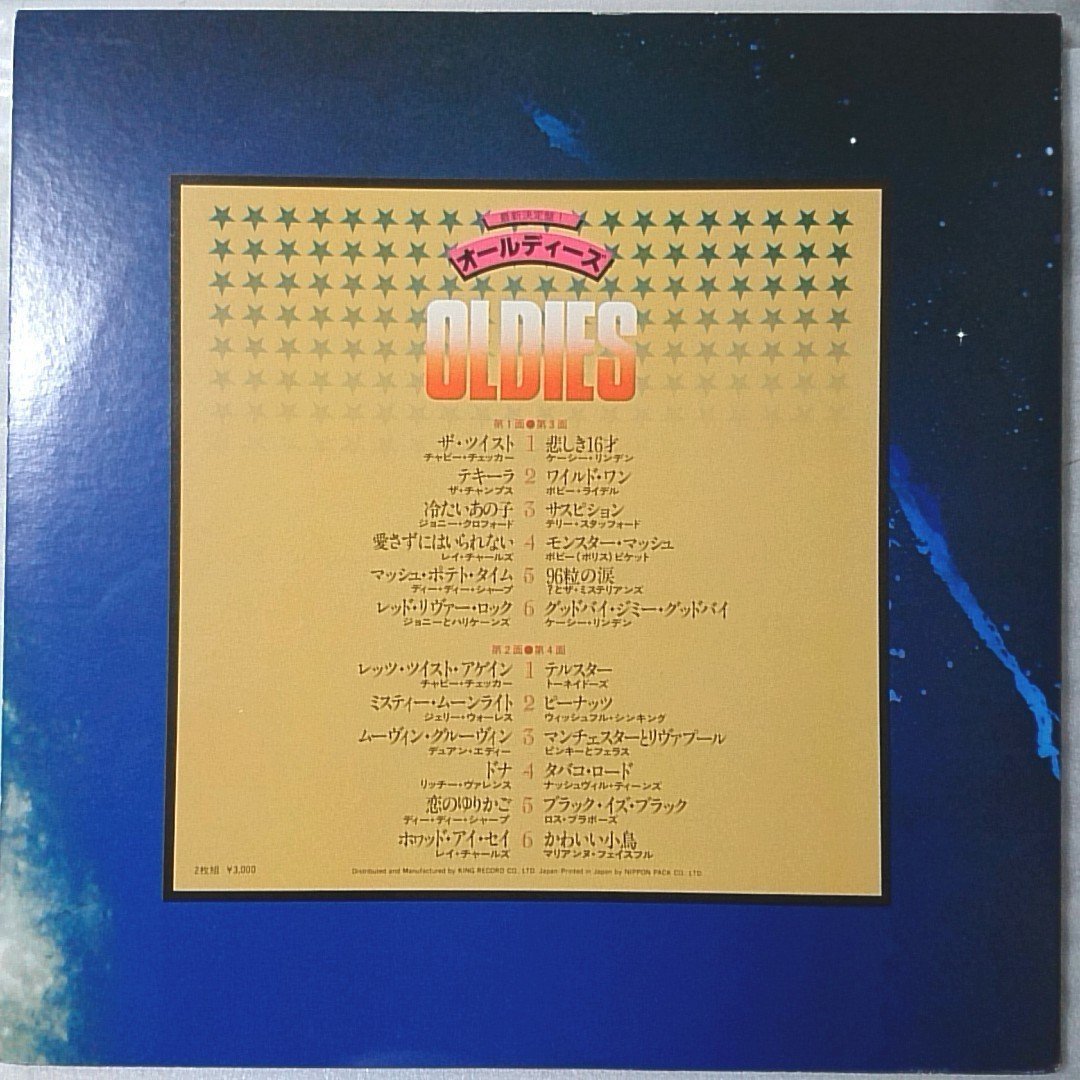 最新決定盤!
オールディーズ
OLDIES
第1面●第3面
ザ・ツイスト 1 悲しき16才
チャビー・チェッカー ケーシー・リンデン
テキーラ 2 ワイルド・ワン
ザ・チャンプス ボビー・ライデル
冷たいあの子 3 サスピション
ジョニー・クロフォード テリー・スタッフォード
愛さずにはいられない 4 モンスター・マッシュ
レイ・チャールズ ボビー(ボリス)ピケット
マッシュ・ポテト・タイム 5 96粒の涙
ディー・ディー・シャープ ?とザ・ミステリアンズ
レッド・リヴァー・ロック 6 グッドバイ・ジミー・グッドバイ
ジョニーとハリケーンズ ケーシー・リンデン
第2面●第4面
レッツ・ツイスト・アゲイン 1 テルスター
チャビー・チェッカー トーネイドーズ
ミスティー・ムーンライト 2 ピーナッツ
ジェリー・ウォーレス ウィッシュフル・シンキング
ムーヴィン・グルーヴィン 3 マンチェスターとリヴァプール
デュアン・エディー ピンキーとフェラス
ドナ 4 タバコ・ロード
リッチー・ヴァレンス ナッシュヴィル・ティーンズ
恋のゆりかご 5 ブラック・イズ・ブラック
ディー・ディー・シャープ ロス・ブラボーズ
ホワッド・アイ・セイ 6 かわいい小鳥
レイ・チャールズ マリアンヌ・フェイスフル
2枚組 ¥3,000
Distributed and Manufactured by KING RECORD CO., LTD. Japan Printed in Japan by NIPPON PACK CO., LTD.